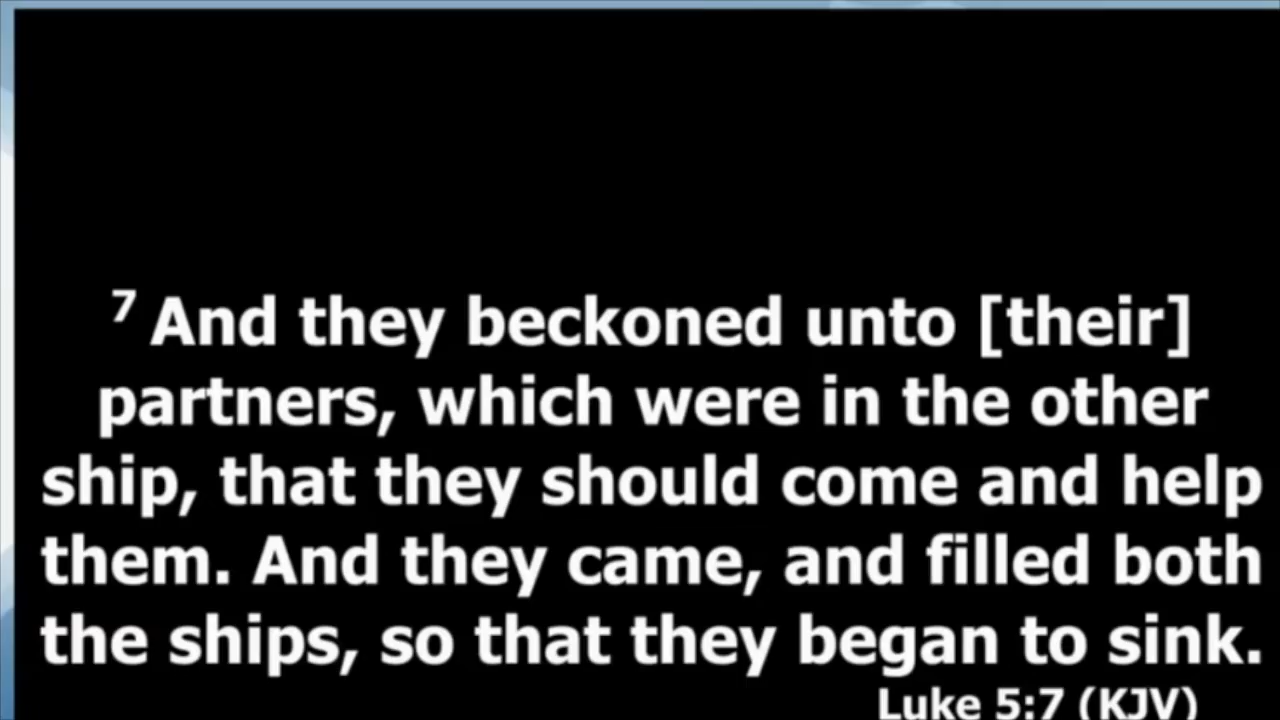 7 And they beckoned unto [their]
partners, which were in the other
ship, that they should come and help
them. And they came, and filled both
the ships, so that they began to sink.
Luke 5:7 (KJV)